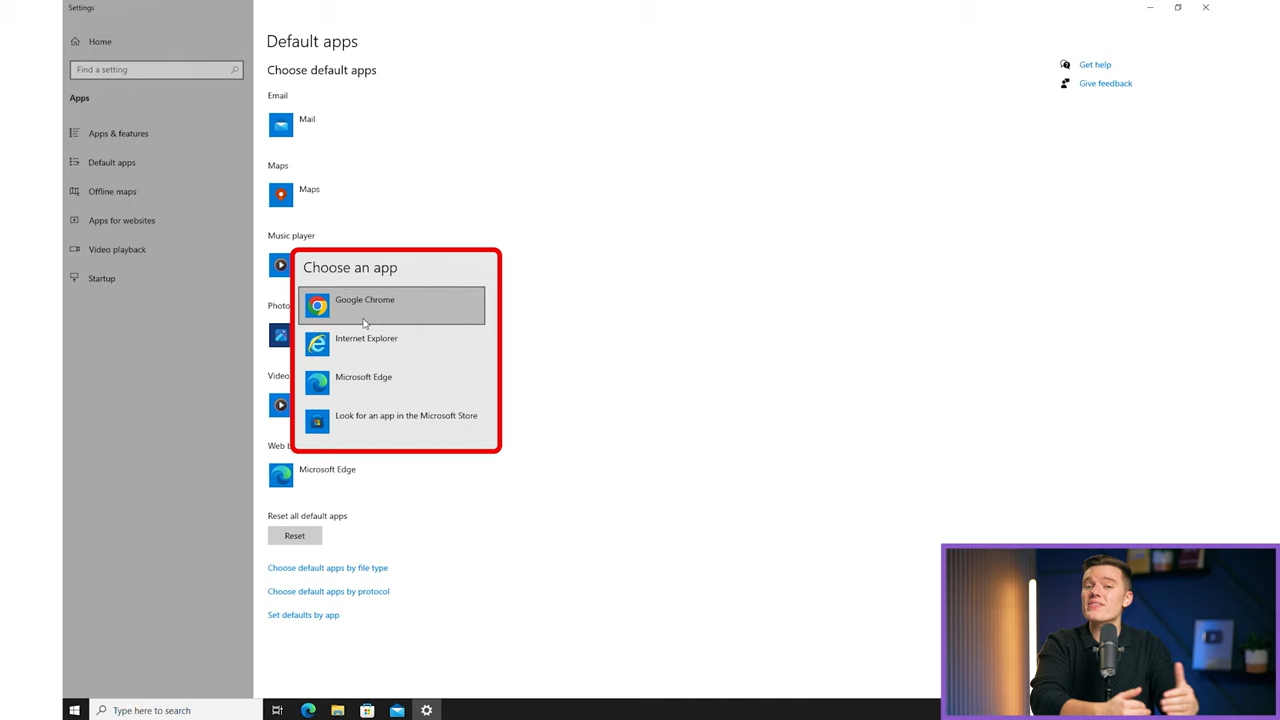 Settings
Home
Find a setting
Apps
Apps & features
Default apps
Offline maps
Apps for websites
Video playback
Startup
Default apps
Choose default apps
Email
Mail
Maps
Maps
Music player
Photo
Video
Web b
Choose an app
Google Chrome
Internet Explorer
Microsoft Edge
Look for an app in the Microsoft Store
Microsoft Edge
Reset all default apps
Reset
Choose default apps by file type
Choose default apps by protocol
Set defaults by app
Get help
Give feedback
Type here to search